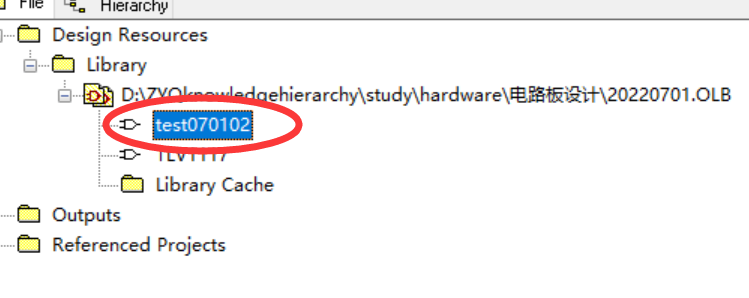 File Hierarchy
Design Resources
Library
D:\ZYQknowledgehierarchy\study\hardware\电路板设计\20220701.OLB
test070102
TLV1117
Library Cache
Outputs
Referenced Projects